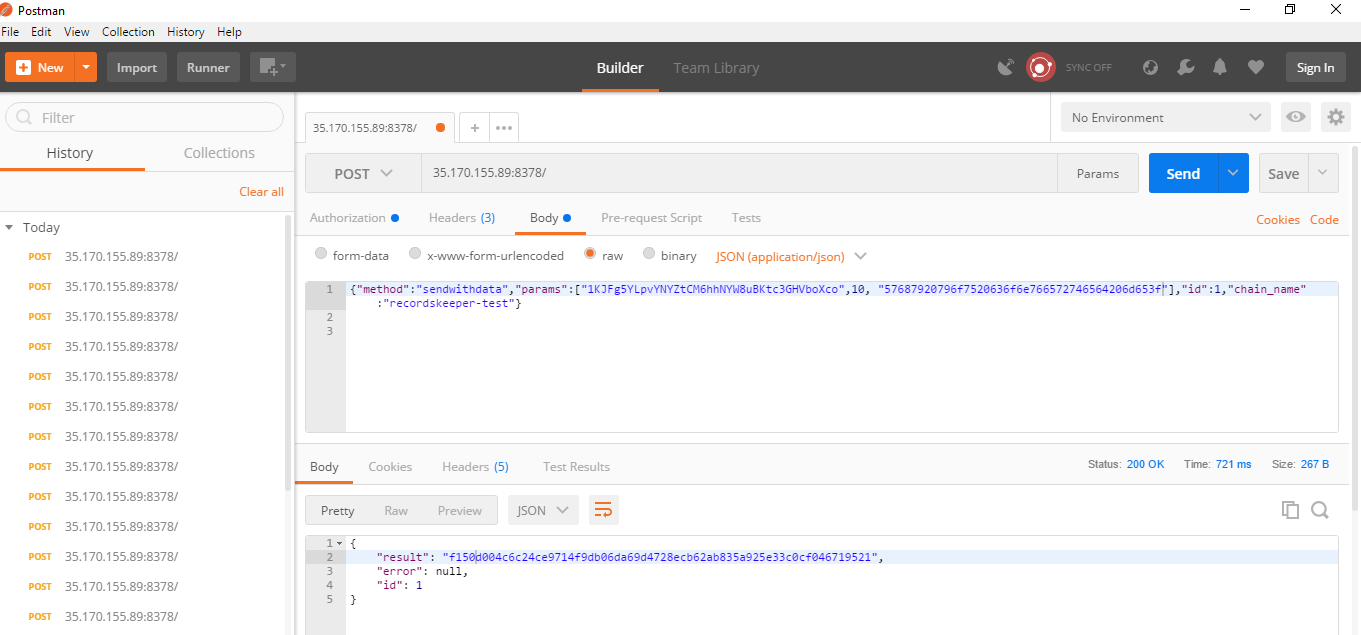 Postman
File Edit View Collection History Help
New Import Runner Builder Team Library SYNC OFF Sign In
Filter
History Collections
Clear all
Today
POST 35.170.155.89:8378/
POST 35.170.155.89:8378/
POST 35.170.155.89:8378/
POST 35.170.155.89:8378/
POST 35.170.155.89:8378/
POST 35.170.155.89:8378/
POST 35.170.155.89:8378/
POST 35.170.155.89:8378/
POST 35.170.155.89:8378/
POST 35.170.155.89:8378/
POST 35.170.155.89:8378/
POST 35.170.155.89:8378/
POST 35.170.155.89:8378/
35.170.155.89:8378/ + ••• No Environment
POST 35.170.155.89:8378/ Params Send Save
Authorization Headers (3) Body Pre-request Script Tests Cookies Code
form-data x-www-form-urlencoded raw binary JSON (application/json)
1 {"method":"sendwithdata","params":["1KJFg5YLpvYNYZtCM6hhNYW8uBKtc3GHVboXco",10, "57687920796f7520636f6e766572746564206d653f"],"id":1,"chain_name"
:"recordskeeper-test"}
2
3
Body Cookies Headers (5) Test Results Status: 200 OK Time: 721 ms Size: 267 B
Pretty Raw Preview JSON
1 {
2 "result": "f150d004c6c24ce9714f9db06da69d4728ecb62ab835a925e33c0cf046719521",
3 "error": null,
4 "id": 1
5 }